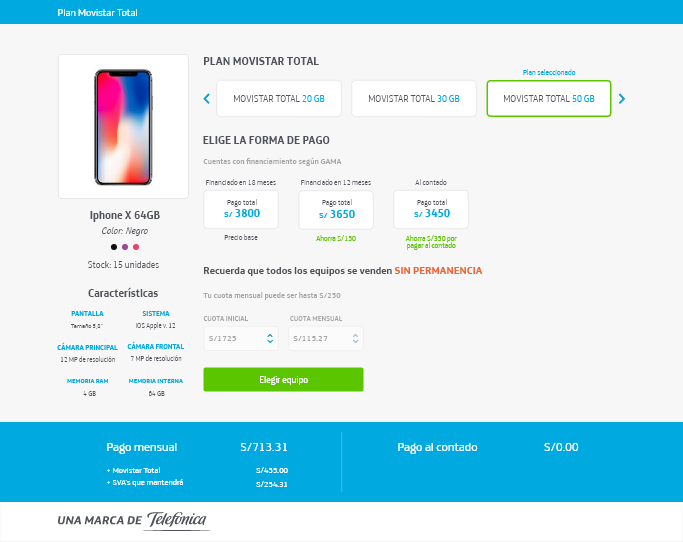 Plan Movistar Total
PLAN MOVISTAR TOTAL
Plan seleccionado
MOVISTAR TOTAL 20 GB
MOVISTAR TOTAL 30 GB
MOVISTAR TOTAL 50 GB
ELIGE LA FORMA DE PAGO
Cuentas con financiamiento según GAMA
Financiado en 18 meses
Financiado en 12 meses
Al contado
Pago total
S/ 3800
Pago total
S/ 3650
Pago total
S/ 3450
Precio base
Ahorra S/150
Ahorra S/350 por
pagar al contado
Iphone X 64GB
Color: Negro
Stock: 15 unidades
Características
PANTALLA
Tamaño 5,8"
SISTEMA
iOS Apple v. 12
CÁMARA PRINCIPAL
12 MP de resolución
CÁMARA FRONTAL
7 MP de resolución
MEMORIA RAM
4 GB
MEMORIA INTERNA
64 GB
Recuerda que todos los equipos se venden SIN PERMANENCIA
Tu cuota mensual puede ser hasta S/250
CUOTA INICIAL
CUOTA MENSUAL
S/1725
S/115.27
Elegir equipo
Pago mensual
S/713.31
+ Movistar Total
S/455.00
+ SVA's que mantendrá
S/254.31
Pago al contado
S/0.00
UNA MARCA DE Telefónica